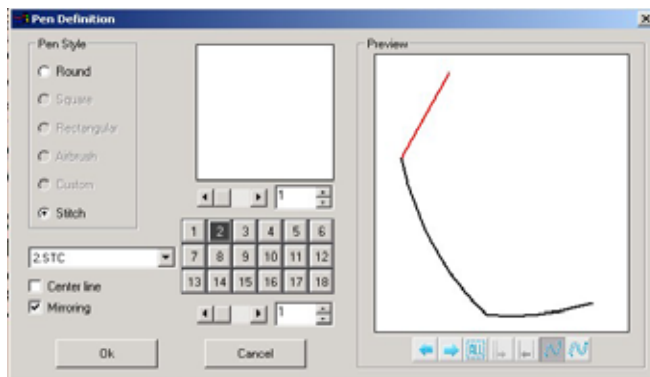 Pen Definition
Pen Style
Round
Square
Rectangular
Airbrush
Custom
Stitch
2.STC
Center line
Mirroring
Ok
1
1 2 3 4 5 6
7 8 9 10 11 12
13 14 15 16 17 18
1
Cancel
Preview
ALL